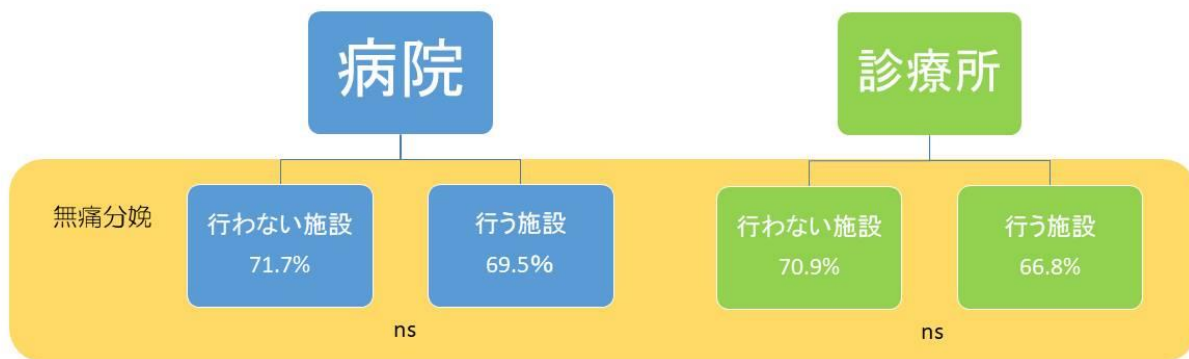 病院
診療所
無痛分娩
行わない施設
71.7%
行う施設
69.5%
行わない施設
70.9%
行う施設
66.8%
ns
ns